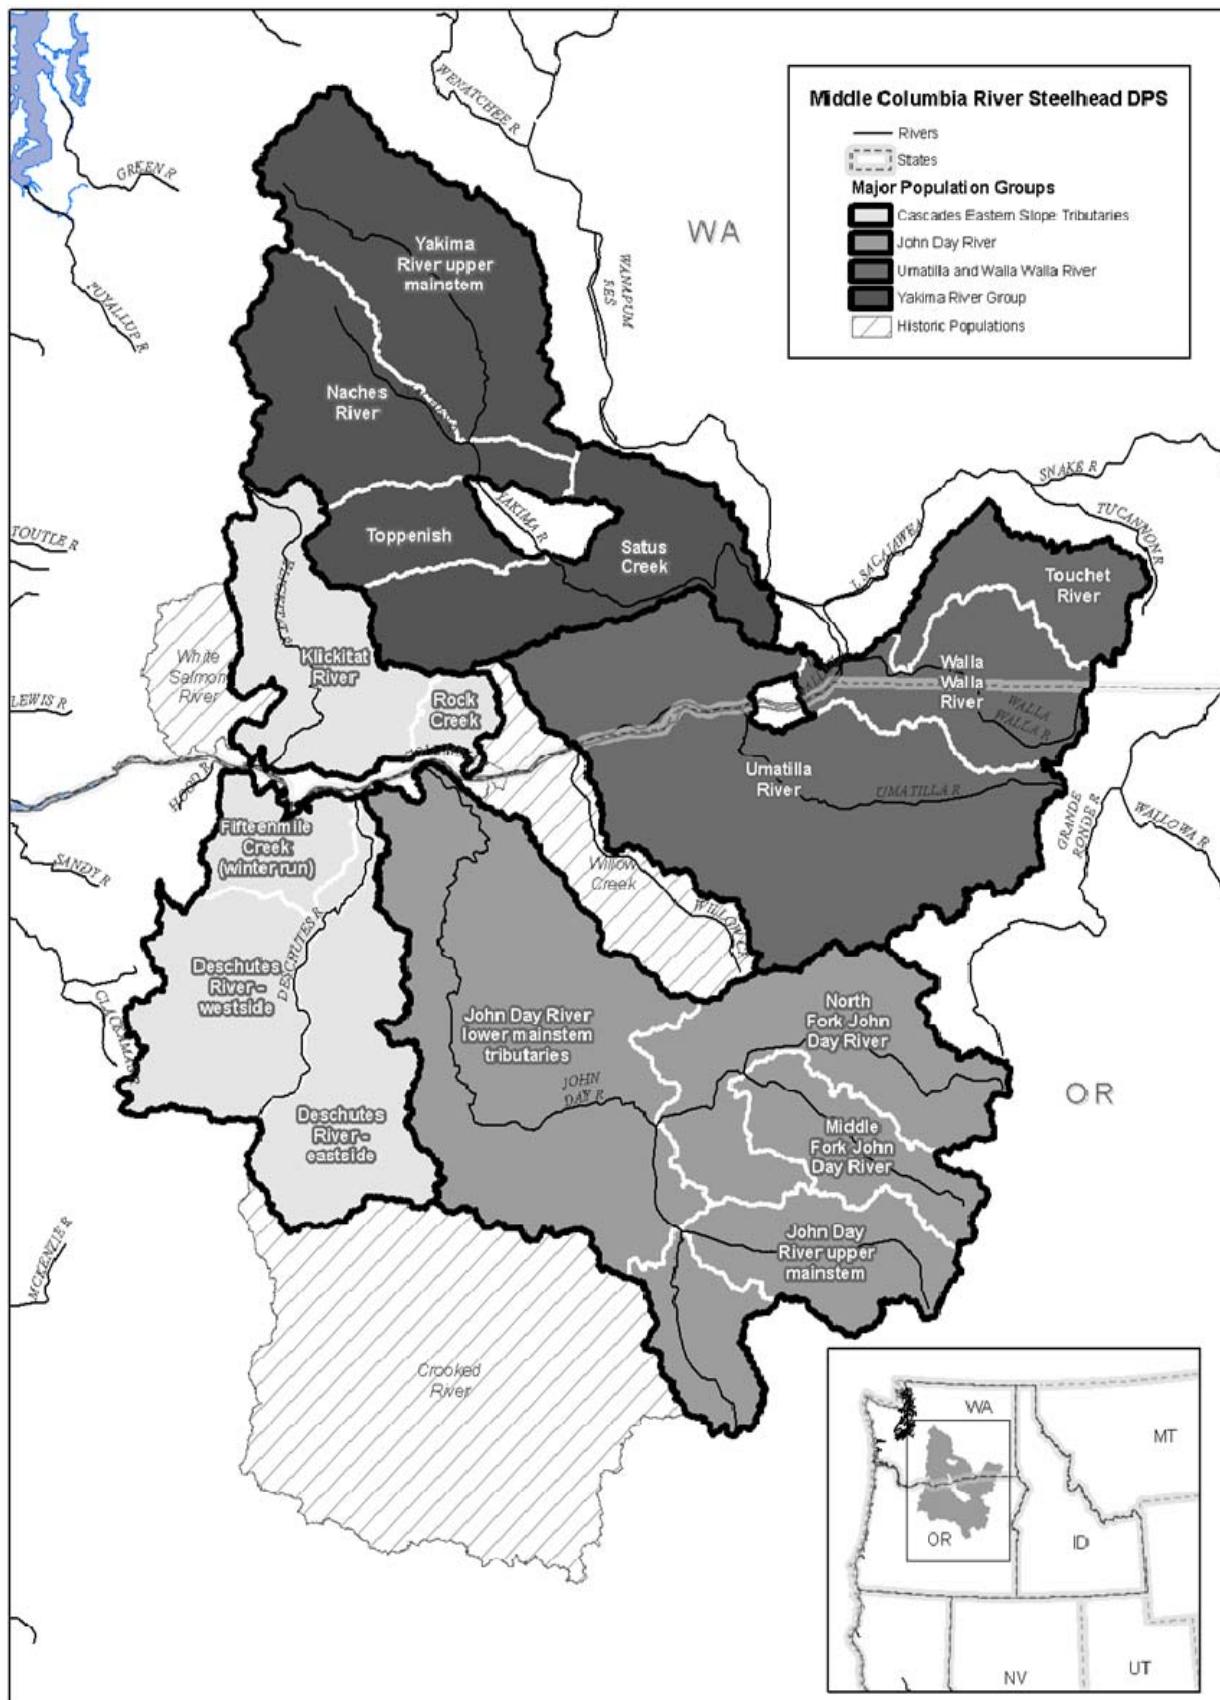 Middle Columbia River Steelhead DPS
Rivers
States
Major Population Groups
Cascades Eastern Slope Tributaries
John Day River
Umatilla and Walla Walla River
Yakima River Group
Historic Populations
WENATCHEE R
GREEN R
WA
PUYALLUP R
WANAPUM
RES
Yakima
River upper
mainstem
Naches
River
SNAKE R
TUCANNON R
YAKIMA R
L SACAJAWEA
TOUTLE R
Toppenish
Satus
Creek
Touchet
River
KLICKITAT R
White
Salmon
River
Klickitat
River
Rock
Creek
Walla
Walla
River
WALLA
WALLA R
LEWIS R
HOOD R
Umatilla
River
UMATILLA R
GRANDE
RONDE R
WALLOWA R
SANDY R
Fifteenmile
Creek
(winter run)
Willow
Creek
WILLOW CR
DESCHUTES R
Deschutes
River -
westside
CLACKAMAS R
John Day River
lower mainstem
tributaries
North
Fork John
Day River
JOHN
DAY R
OR
Deschutes
River -
eastside
Middle
Fork John
Day River
MCKENZIE R
John Day
River upper
mainstem
Crooked
River
WA
MT
OR
ID
NV
UT